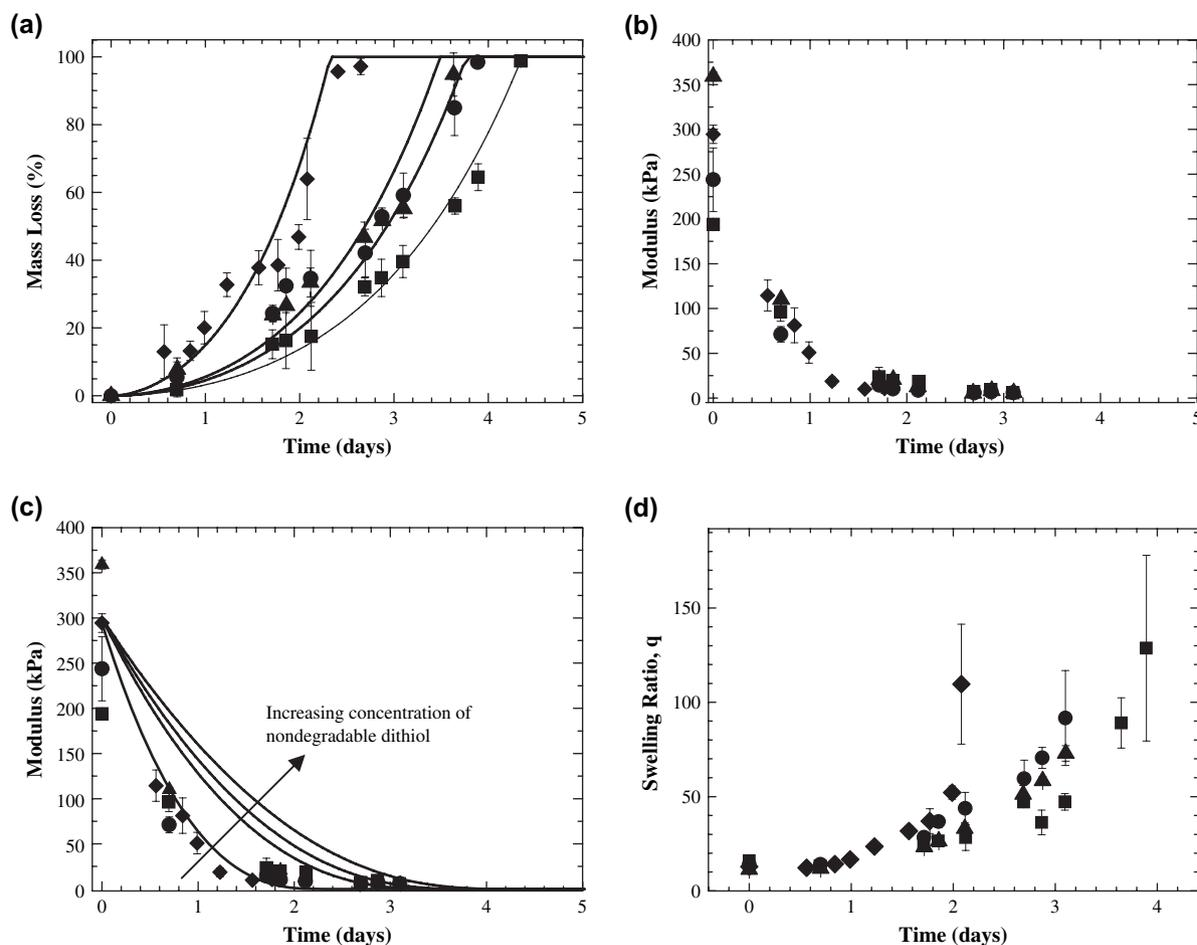 (a)
100
80
60
40
20
0
Mass Loss (%)
0 1 2 3 4 5
Time (days)
(b)
400
350
300
250
200
150
100
50
0
Modulus (kPa)
0 1 2 3 4 5
Time (days)
(c)
400
350
300
250
200
150
100
50
0
Modulus (kPa)
Increasing concentration of
nondegradable dithiol
0 1 2 3 4 5
Time (days)
(d)
150
100
50
0
Swelling Ratio, q
0 1 2 3 4
Time (days)